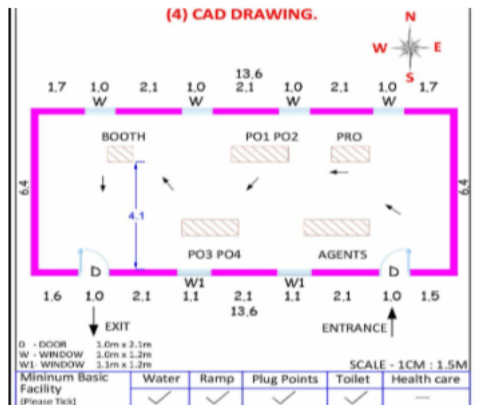 (4) CAD DRAWING.
N
W E
S
13,6
1,7 1,0 2,1 1,0 2,1 1,0 2,1 1,0 1,7
W W W W
BOOTH PO1 PO2 PRO
6,4 6,4
4.1
PO3 PO4 AGENTS
D D
W1 W1
1,6 1,0 2,1 1,1 2,1 1,1 2,1 1,0 1,5
13,6
EXIT ENTRANCE
D - DOOR 1.0m x 2.1m
W - WINDOW 1.0m x 1.2m
W1- WINDOW 1.1m x 1.2m
SCALE - 1CM : 1.5M
Mininum Basic Facility Water Ramp Plug Points Toilet Health care
(Please Tick)